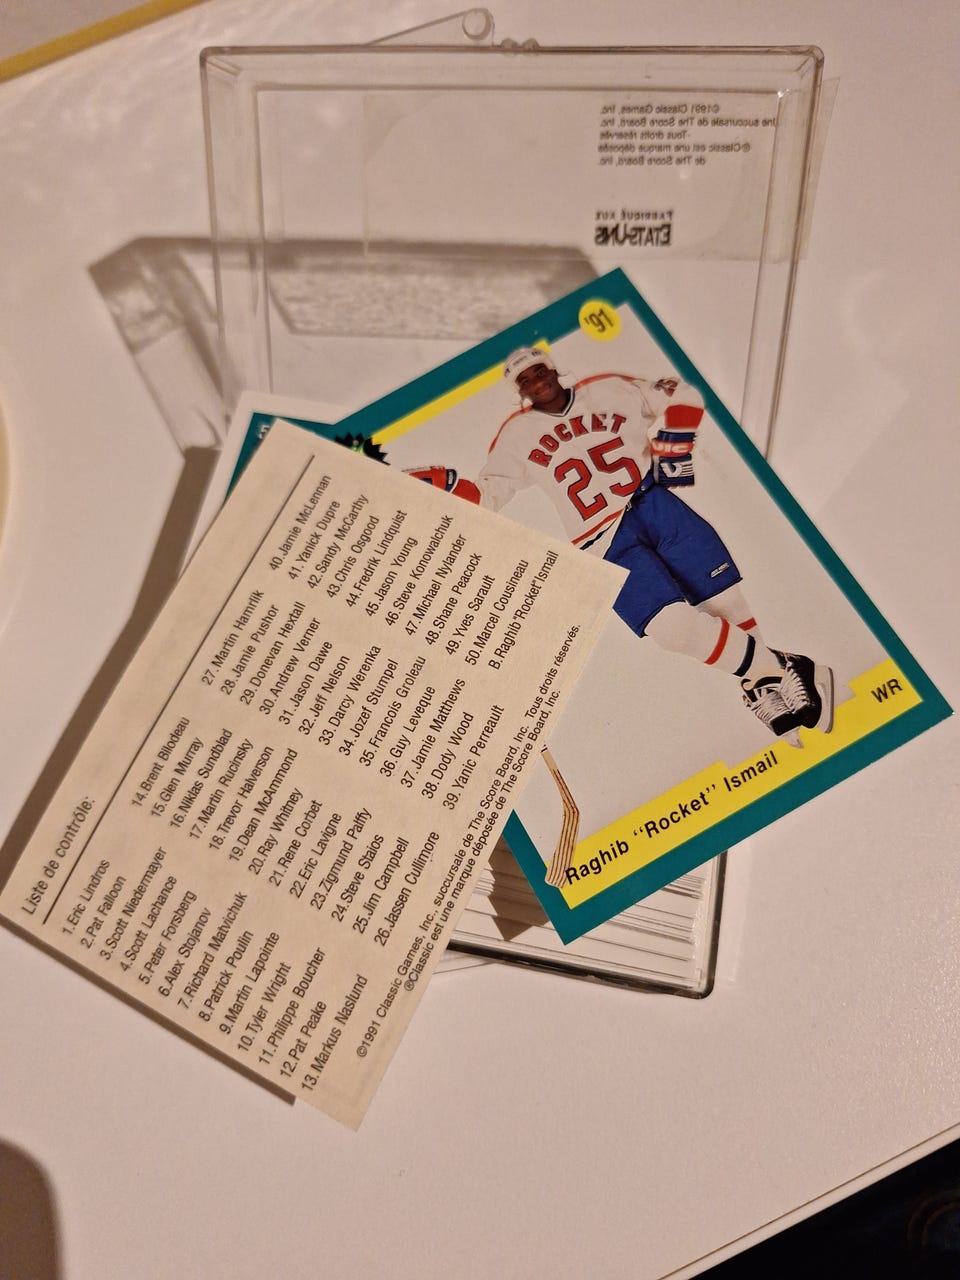 ©1991 Classic Games, Inc.
Une succursale de The Score Board, Inc.
Tous droits réservés.
® Classic est une marque déposée
de The Score Board, Inc.
FABRIQUÉ AUX
ÉTATS-UNIS
'91
ROCKET
25
WR
Raghib "Rocket" Ismail
Liste de contrôle:
1.Eric Lindros
2.Pat Falloon
3.Scott Niedermayer
4.Scott Lachance
5.Peter Forsberg
6.Alex Stojanov
7.Richard Matvichuk
8.Patrick Poulin
9.Martin Lapointe
10.Tyler Wright
11.Philippe Boucher
12.Pat Peake
13. Markus Naslund
14.Brent Bilodeau
15.Glen Murray
16.Niklas Sundblad
17.Martin Rucinsky
18.Trevor Halverson
19.Dean McAmmond
20.Ray Whitney
21.Rene Corbet
22.Eric Lavigne
23.Zigmund Palffy
24.Steve Staios
25.Jim Campbell
26.Jassen Cullimore
27.Martin Hamrlik
28.Jamie Pushor
29.Donevan Hextall
30.Andrew Verner
31.Jason Dawe
32.Jeff Nelson
33.Darcy Werenka
34.Jozef Stumpel
35.Francois Groleau
36.Guy Leveque
37.Jamie Matthews
38.Dody Wood
39.Yanic Perreault
40.Jamie McLennan
41.Yanick Dupre
42.Sandy McCarthy
43.Chris Osgood
44.Fredrik Lindquist
45.Jason Young
46.Steve Konowalchuk
47.Michael Nylander
48.Shane Peacock
49.Yves Sarault
50.Marcel Cousineau
B.Raghib"Rocket"Ismail
©1991 Classic Games, Inc., succursale de The Score Board, Inc. Tous droits réservés.
®Classic est une marque déposée de The Score Board, Inc.